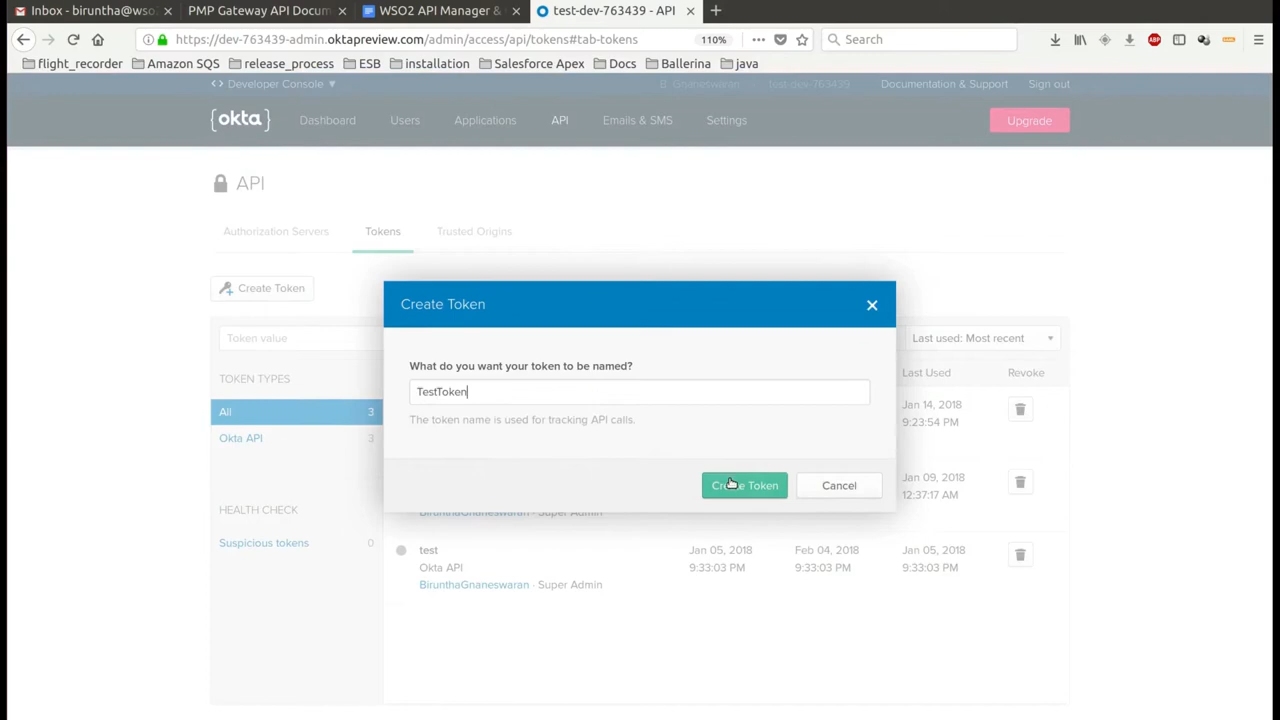 Inbox - biruntha@wso
PMP Gateway API Docum
WSO2 API Manager &
test-dev-763439 - API
https://dev-763439-admin.oktapreview.com/admin/access/api/tokens#tab-tokens
110%
Search
flight_recorder
Amazon SQS
release_process
ESB
installation
Salesforce Apex
Docs
Ballerina
java
<> Developer Console
Gnaneswaran
test-dev-763439
Documentation & Support
Sign out
{okta}
Dashboard
Users
Applications
API
Emails & SMS
Settings
Upgrade
API
Authorization Servers
Tokens
Trusted Origins
Create Token
Token value
Last used: Most recent
TOKEN TYPES
All 3
Okta API 3
HEALTH CHECK
Suspicious tokens 0
Create Token
What do you want your token to be named?
TestToken
The token name is used for tracking API calls.
Create Token
Cancel
Last Used
Revoke
Jan 14, 2018
9:23:54 PM
Jan 09, 2018
12:37:17 AM
BirunthaGnaneswaran · Super Admin
test
Okta API
BirunthaGnaneswaran · Super Admin
Jan 05, 2018
9:33:03 PM
Feb 04, 2018
9:33:03 PM
Jan 05, 2018
9:33:03 PM